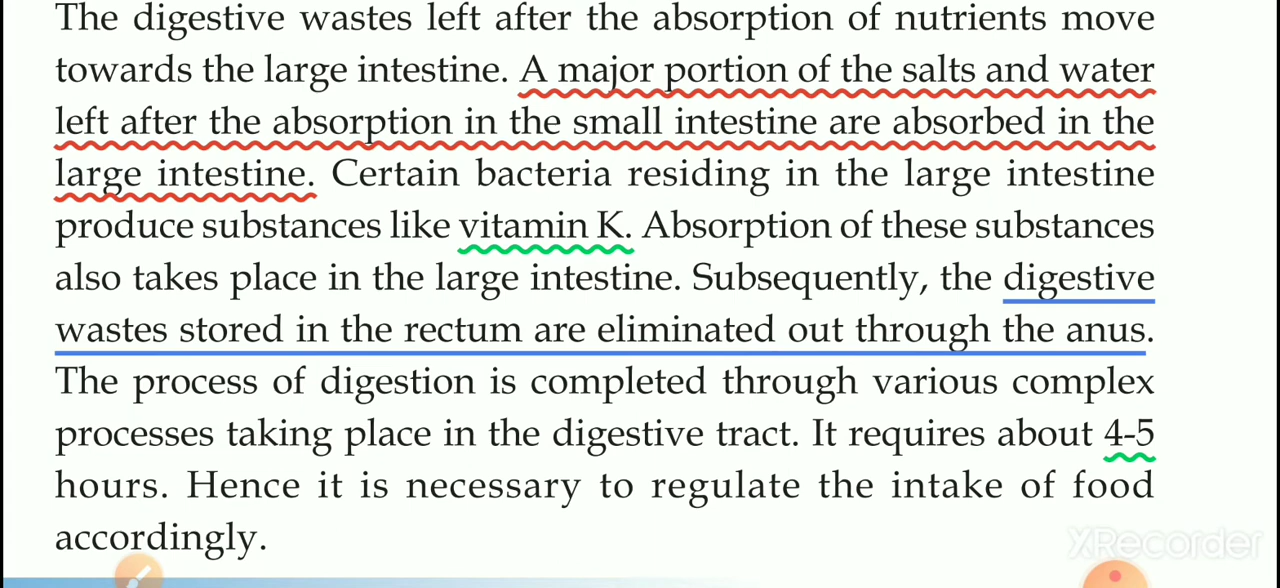 The digestive wastes left after the absorption of nutrients move
towards the large intestine. A major portion of the salts and water
left after the absorption in the small intestine are absorbed in the
large intestine. Certain bacteria residing in the large intestine
produce substances like vitamin K. Absorption of these substances
also takes place in the large intestine. Subsequently, the digestive
wastes stored in the rectum are eliminated out through the anus.
The process of digestion is completed through various complex
processes taking place in the digestive tract. It requires about 4-5
hours. Hence it is necessary to regulate the intake of food
accordingly.
XRecorder